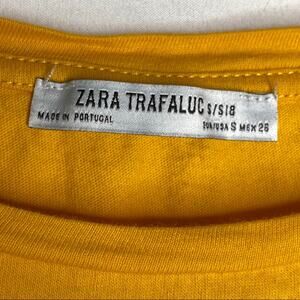 ZARA TRAFALUC S/S18
MADE IN PORTUGAL
EUR/USA S MEX 26